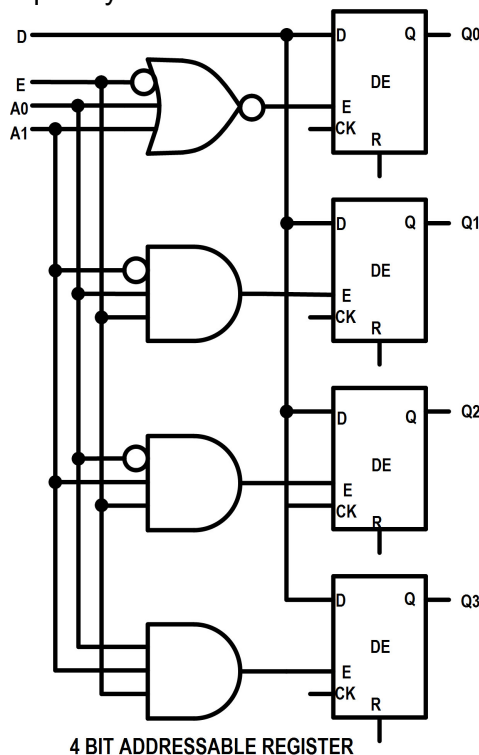 D
D Q Q0
E
DE
A0
E
A1
CK
R
D Q Q1
DE
E
CK
R
D Q Q2
DE
E
CK
R
D Q Q3
DE
E
CK
R
4 BIT ADDRESSABLE REGISTER